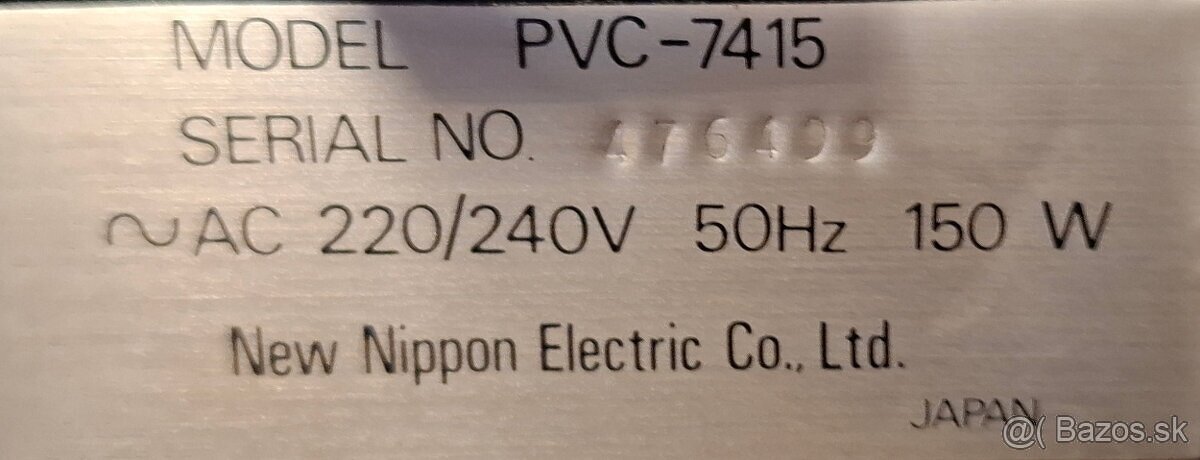 MODEL PVC-7415
SERIAL NO. 476499
~ AC 220/240V 50Hz 150 W
New Nippon Electric Co., Ltd.
JAPAN
@( Bazos.sk